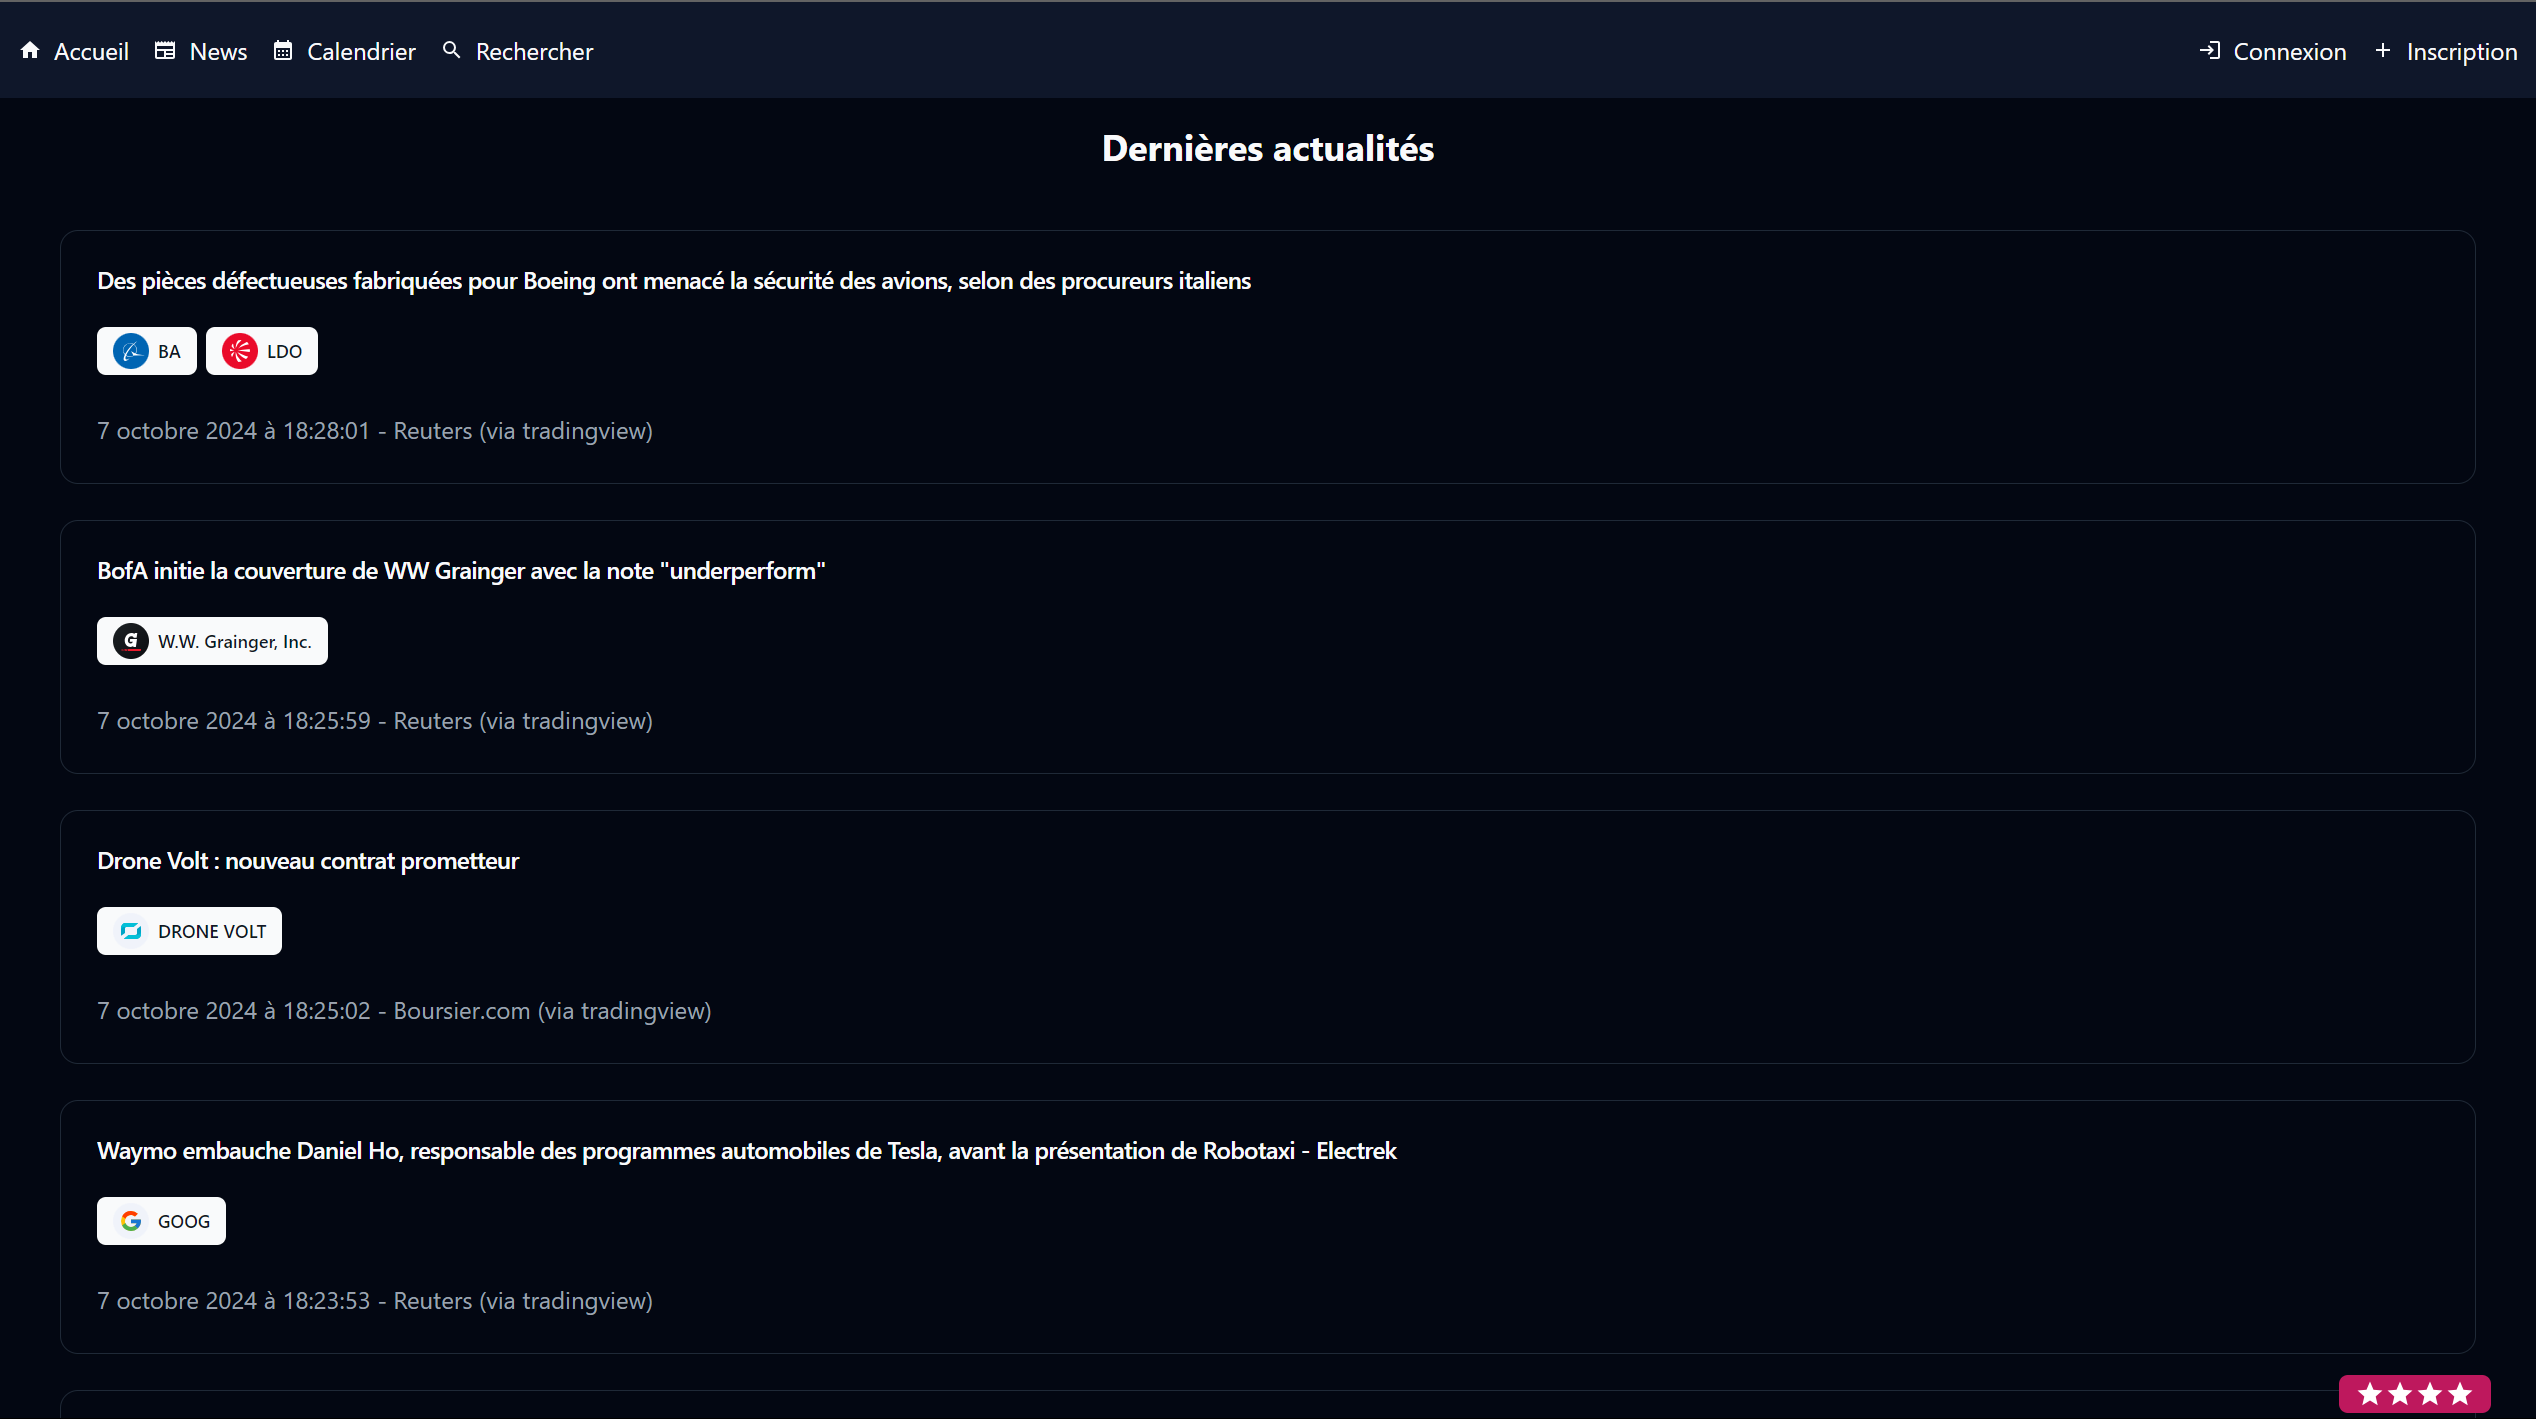 Accueil News Calendrier Rechercher Connexion Inscription
Dernières actualités
Des pièces défectueuses fabriquées pour Boeing ont menacé la sécurité des avions, selon des procureurs italiens
BA LDO
7 octobre 2024 à 18:28:01 - Reuters (via tradingview)
BofA initie la couverture de WW Grainger avec la note "underperform"
G W.W. Grainger, Inc.
7 octobre 2024 à 18:25:59 - Reuters (via tradingview)
Drone Volt : nouveau contrat prometteur
DRONE VOLT
7 octobre 2024 à 18:25:02 - Boursier.com (via tradingview)
Waymo embauche Daniel Ho, responsable des programmes automobiles de Tesla, avant la présentation de Robotaxi - Electrek
G GOOG
7 octobre 2024 à 18:23:53 - Reuters (via tradingview)